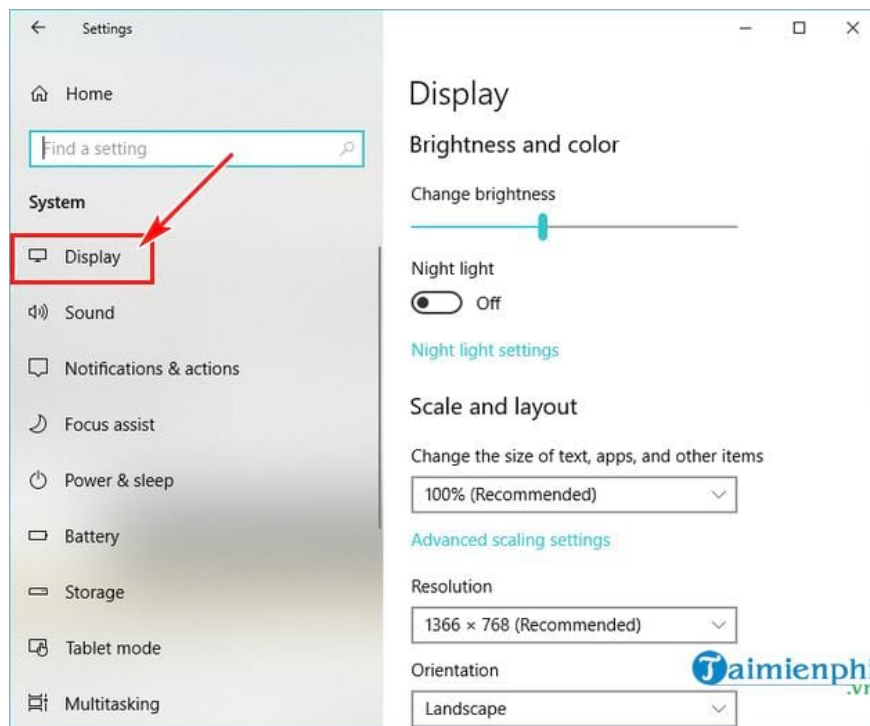 Settings
Home
Find a setting
System
Display
Sound
Notifications & actions
Focus assist
Power & sleep
Battery
Storage
Tablet mode
Multitasking
Display
Brightness and color
Change brightness
Night light
Off
Night light settings
Scale and layout
Change the size of text, apps, and other items
100% (Recommended)
Advanced scaling settings
Resolution
1366 × 768 (Recommended)
Orientation
Landscape
Taimienphi
.vn